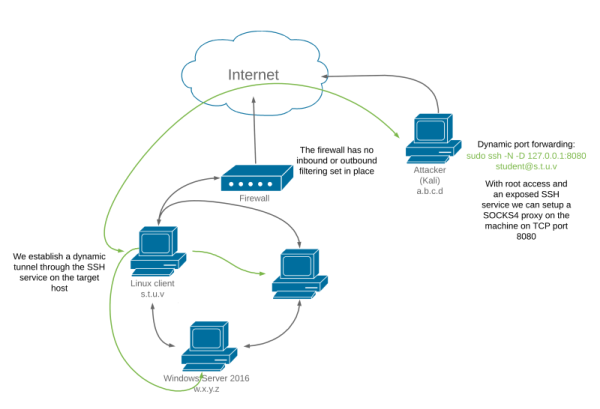 Internet
The firewall has no
inbound or outbound
filtering set in place
Firewall
Attacker
(Kali)
a.b.c.d
Dynamic port forwarding:
sudo ssh -N -D 127.0.0.1:8080
student@s.t.u.v
With root access and
an exposed SSH
service we can setup a
SOCKS4 proxy on the
machine on TCP port
8080
We establish a dynamic
tunnel through the SSH
service on the target
host
Linux client
s.t.u.v
Windows Server 2016
w.x.y.z